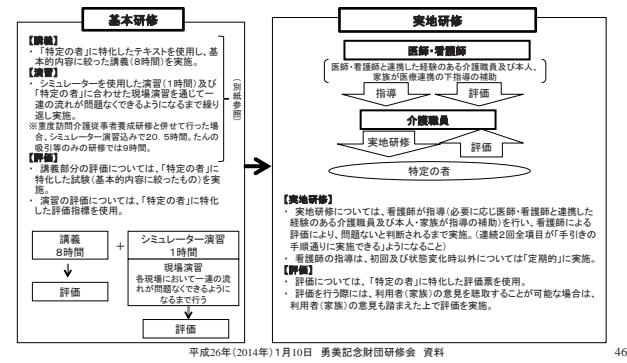 基本研修
【講義】
・「特定の者」に特化したテキストを使用し、基
本的内容に絞った講義(8時間)を実施。
【演習】
・ シミュレーターを使用した演習(1時間)及び
「特定の者」に合わせた現場演習を通じて一
連の流れが問題なくできるようになるまで繰り
返し実施。
※重度訪問介護従事者養成研修と併せて行った場
合、シミュレーター演習込みで20.5時間。たんの
吸引等のみの研修では9時間。
【評価】
・ 講義部分の評価については、「特定の者」に
特化した試験(基本的内容に絞ったもの)を実
施。
・ 演習の評価については、「特定の者」に特化
した評価指標を使用。
(別紙参照)
講義
8時間
+
シミュレーター演習
1時間
現場演習
各現場において一連の流
れが問題なくできるように
なるまで行う
評価
評価
実地研修
医師・看護師
医師・看護師と連携した経験のある介護職員及び本人、
家族が医療連携の下指導の補助
指導
評価
介護職員
実地研修
評価
特定の者
【実地研修】
・ 実地研修については、看護師が指導(必要に応じ医師・看護師と連携した
経験のある介護職員及び本人・家族が指導の補助)を行い、看護師による
評価により、問題ないと判断されるまで実施。(連続2回全項目が「手引きの
手順通りに実施できる」ようになること)
・ 看護師の指導は、初回及び状態変化時以外については「定期的」に実施。
【評価】
・ 評価については、「特定の者」に特化した評価票を使用。
・ 評価を行う際には、利用者(家族)の意見を聴取することが可能な場合は、
利用者(家族)の意見も踏まえた上で評価を実施。
平成26年(2014年)1月10日 勇美記念財団研修会 資料
46